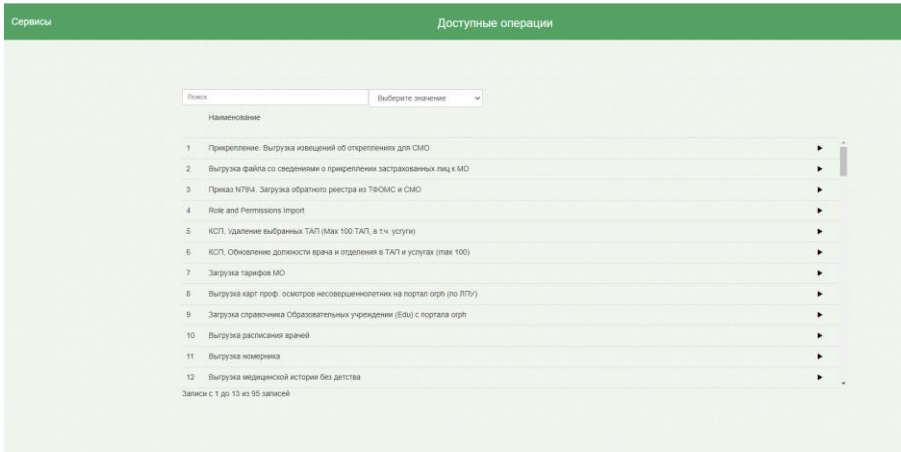 Сервисы
Доступные операции
Поиск
Выберите значение
Наименование
1 Прикрепление. Выгрузка извещений об откреплениях для СМО
2 Выгрузка файла со сведениями о прикреплении застрахованных лиц к МО
3 Приказ N79\4. Загрузка обратного реестра из ТФОМС и СМО
4 Role and Permissions Import
5 КСП, Удаление выбранных ТАП (Max 100 ТАП, в т.ч. услуги)
6 КСП, Обновление должности врача и отделения в ТАП и услугах (max 100)
7 Загрузка тарифов МО
8 Выгрузка карт проф. осмотров несовершеннолетних на портал orph (по ЛПУ)
9 Загрузка справочника Образовательных учреждении (Edu) с портала orph
10 Выгрузка расписания врачей
11 Выгрузка номерника
12 Выгрузка медицинской истории без детства
Записи с 1 до 13 из 95 записей